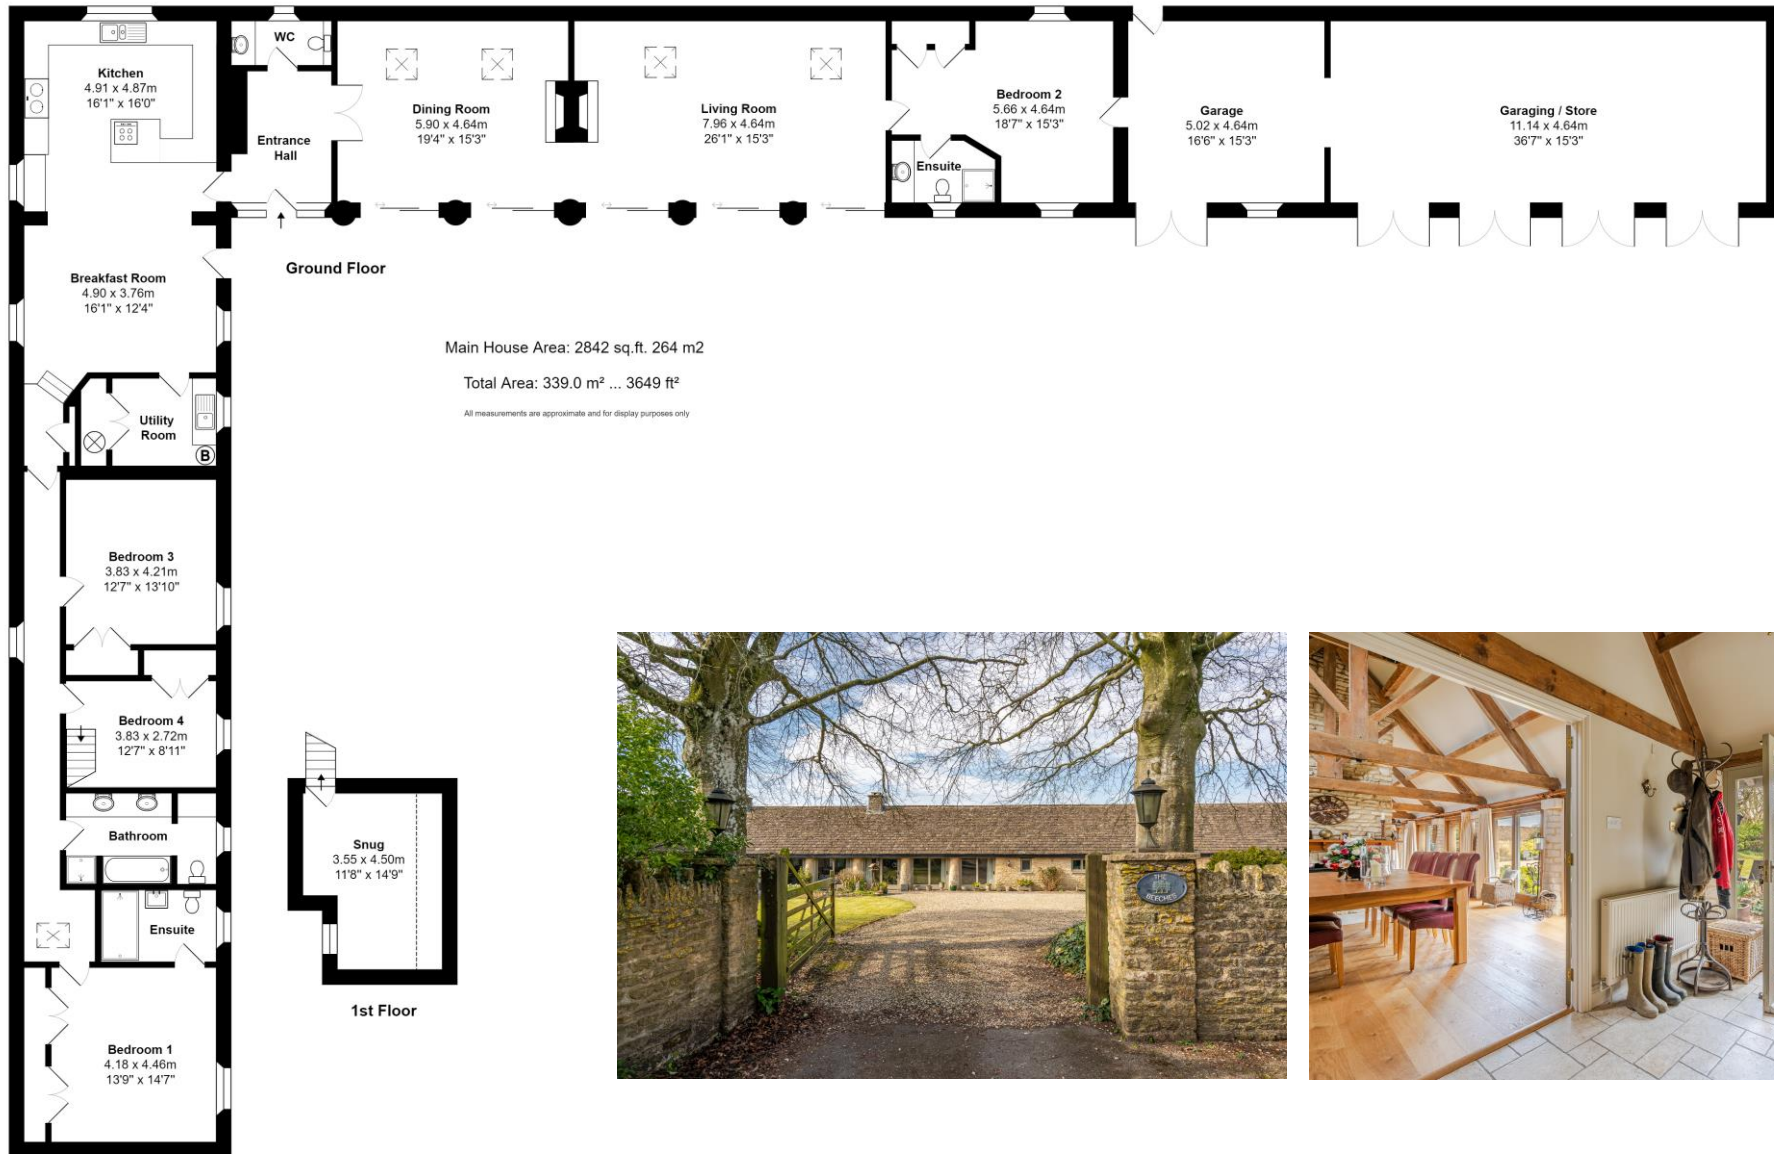 WC
Kitchen
4.91 x 4.87m
16'1" x 16'0"
Entrance
Hall
Dining Room
5.90 x 4.64m
19'4" x 15'3"
Living Room
7.96 x 4.64m
26'1" x 15'3"
Bedroom 2
5.66 x 4.64m
18'7" x 15'3"
Ensuite
Garage
5.02 x 4.64m
16'6" x 15'3"
Garaging / Store
11.14 x 4.64m
36'7" x 15'3"
Ground Floor
Breakfast Room
4.90 x 3.76m
16'1" x 12'4"
Main House Area: 2842 sq.ft. 264 m2
Total Area: 339.0 m² ... 3649 ft²
All measurements are approximate and for display purposes only
Utility
Room
B
Bedroom 3
3.83 x 4.21m
12'7" x 13'10"
Bedroom 4
3.83 x 2.72m
12'7" x 8'11"
Bathroom
Ensuite
Bedroom 1
4.18 x 4.46m
13'9" x 14'7"
Snug
3.55 x 4.50m
11'8" x 14'9"
1st Floor
THE
BEECHES